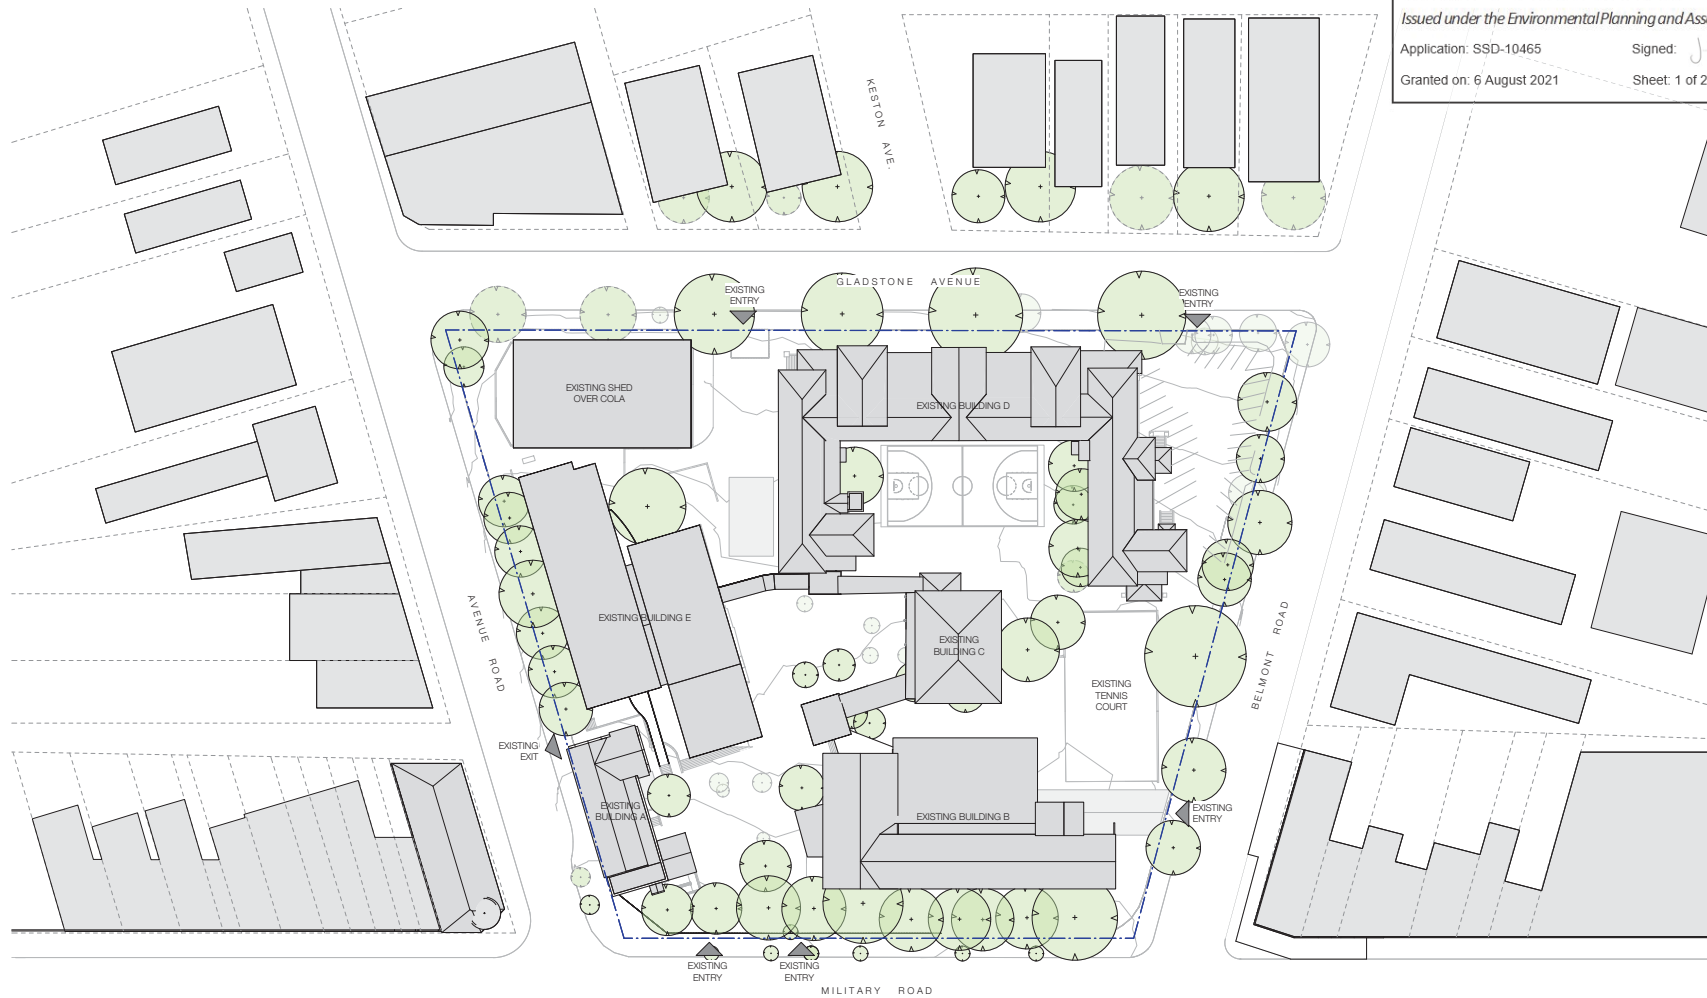 Issued under the Environmental Planning and
Application: SSD-10465
Signed:
Granted on: 6 August 2021
Sheet: 1 of 2
KESTON AVE.
GLADSTONE AVENUE
EXISTING
ENTRY
EXISTING
ENTRY
EXISTING SHED
OVER COLA
EXISTING BUILDING D
EXISTING BUILDING E
EXISTING
BUILDING C
AVENUE ROAD
BELMONT ROAD
EXISTING
TENNIS
COURT
EXISTING
EXIT
EXISTING
BUILDING A
EXISTING BUILDING B
EXISTING
ENTRY
EXISTING
ENTRY
EXISTING
ENTRY
MILITARY ROAD